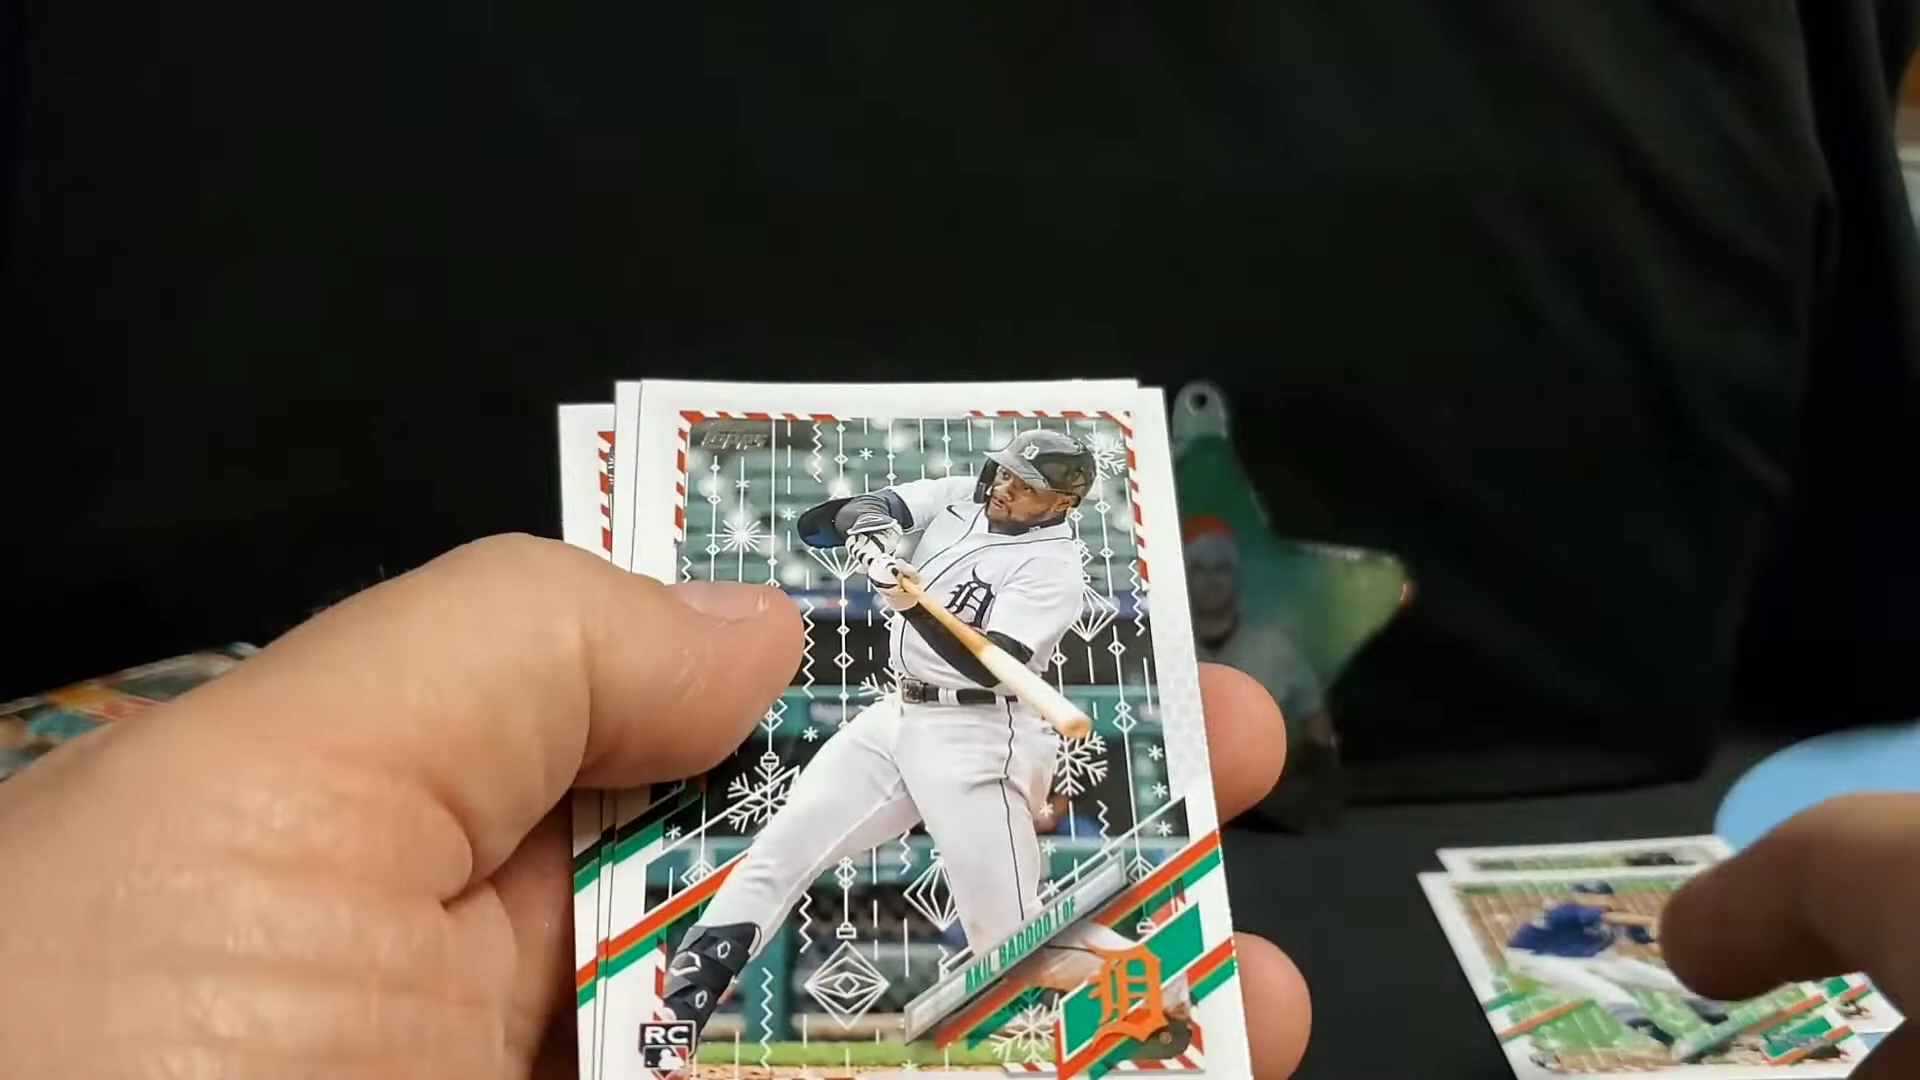 Topps
D
D
AKIL BADDOO | OF
D
RC